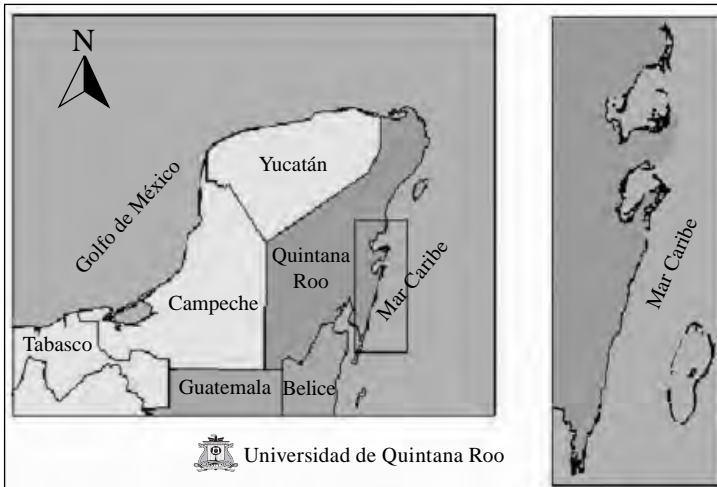 N
Golfo de México
Yucatán
Quintana
Roo
Mar Caribe
Campeche
Tabasco
Guatemala
Belice
Mar Caribe
Universidad de Quintana Roo